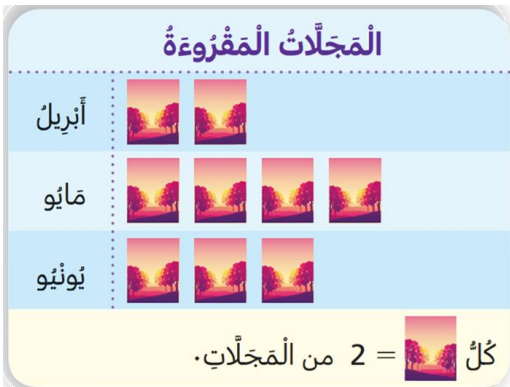 الْمَجَلَّاتُ الْمَقْرُوءَةُ
أَبْرِيلُ
مَايُو
يُونْيُو
كُلُّ = 2 من الْمَجَلَّاتِ.